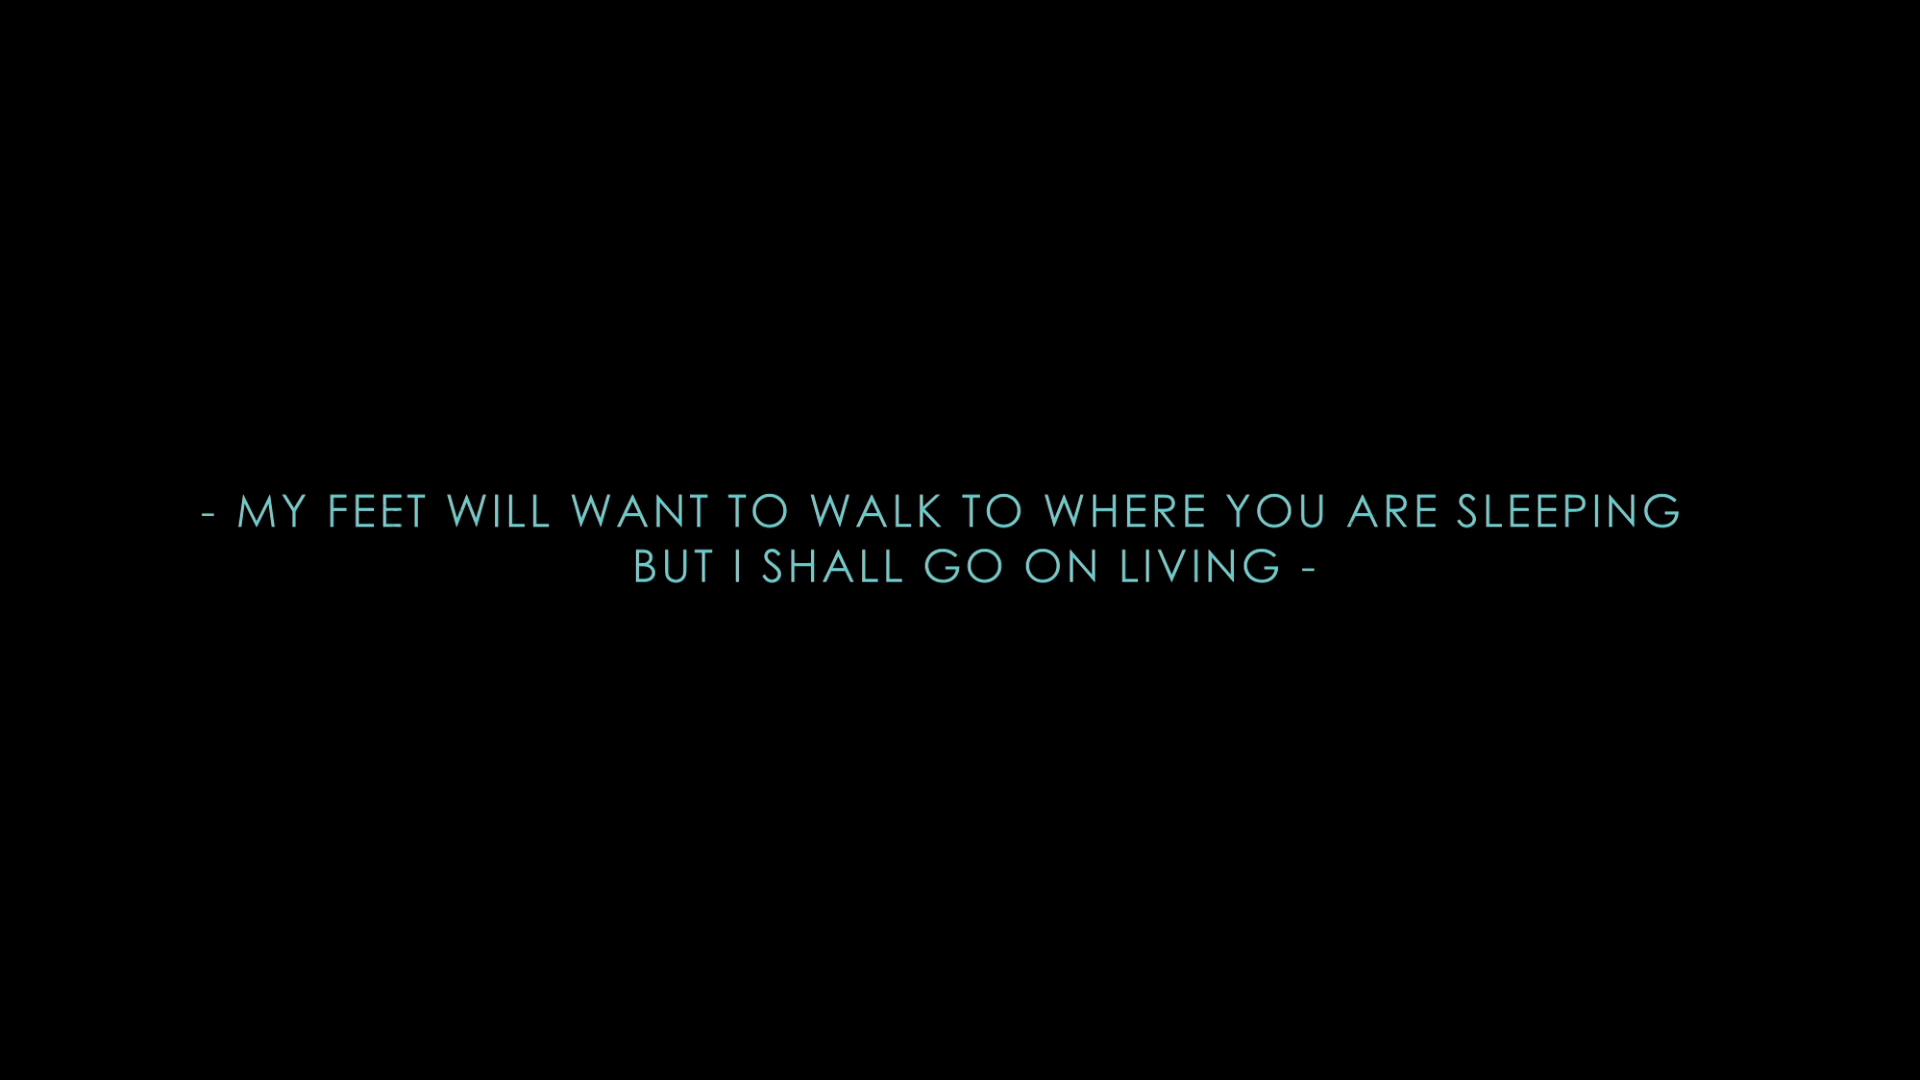 - MY FEET WILL WANT TO WALK TO WHERE YOU ARE SLEEPING
BUT I SHALL GO ON LIVING -